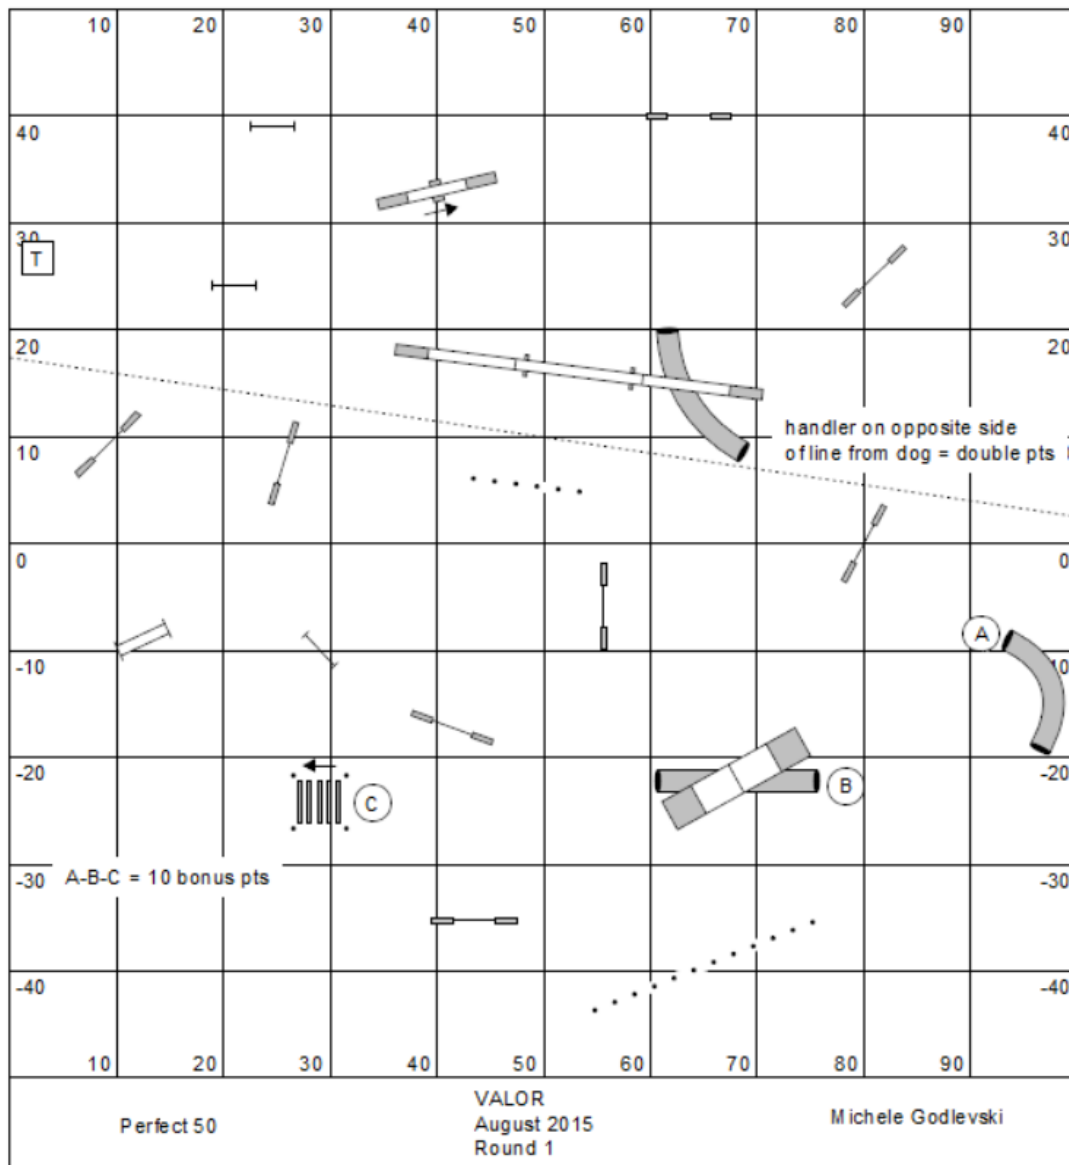 10 20 30 40 50 60 70 80 90
40 40
30 30
T
20 20
handler on opposite side
10
of line from dog = double pts
0 0
A
-10 10
-20 -20
B
C
A-B-C = 10 bonus pts
-30 -30
-40 -40
10 20 30 40 50 60 70 80 90
VALOR
Perfect 50
August 2015
Michele Godlevski
Round 1